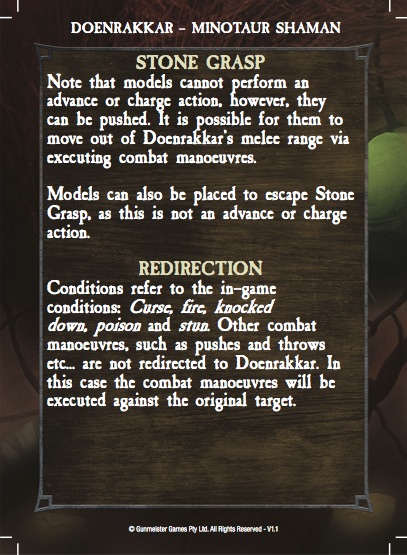 DOENRAKKAR - MINOTAUR SHAMAN
STONE GRASP
Note that models cannot perform an
advance or charge action, however, they
can be pushed. It is possible for them to
move out of Doenrakkar's melee range via
executing combat manoeuvres.
Models can also be placed to escape Stone
Grasp, as this is not an advance or charge
action.
REDIRECTION
Conditions refer to the in-game
conditions: Curse, fire, knocked
down, poison and stun. Other combat
manoeuvres, such as pushes and throws
etc... are not redirected to Doenrakkar. In
this case the combat manoeuvres will be
executed against the original target.
© Gunmeister Games Pty Ltd. All Rights Reserved - V1.1